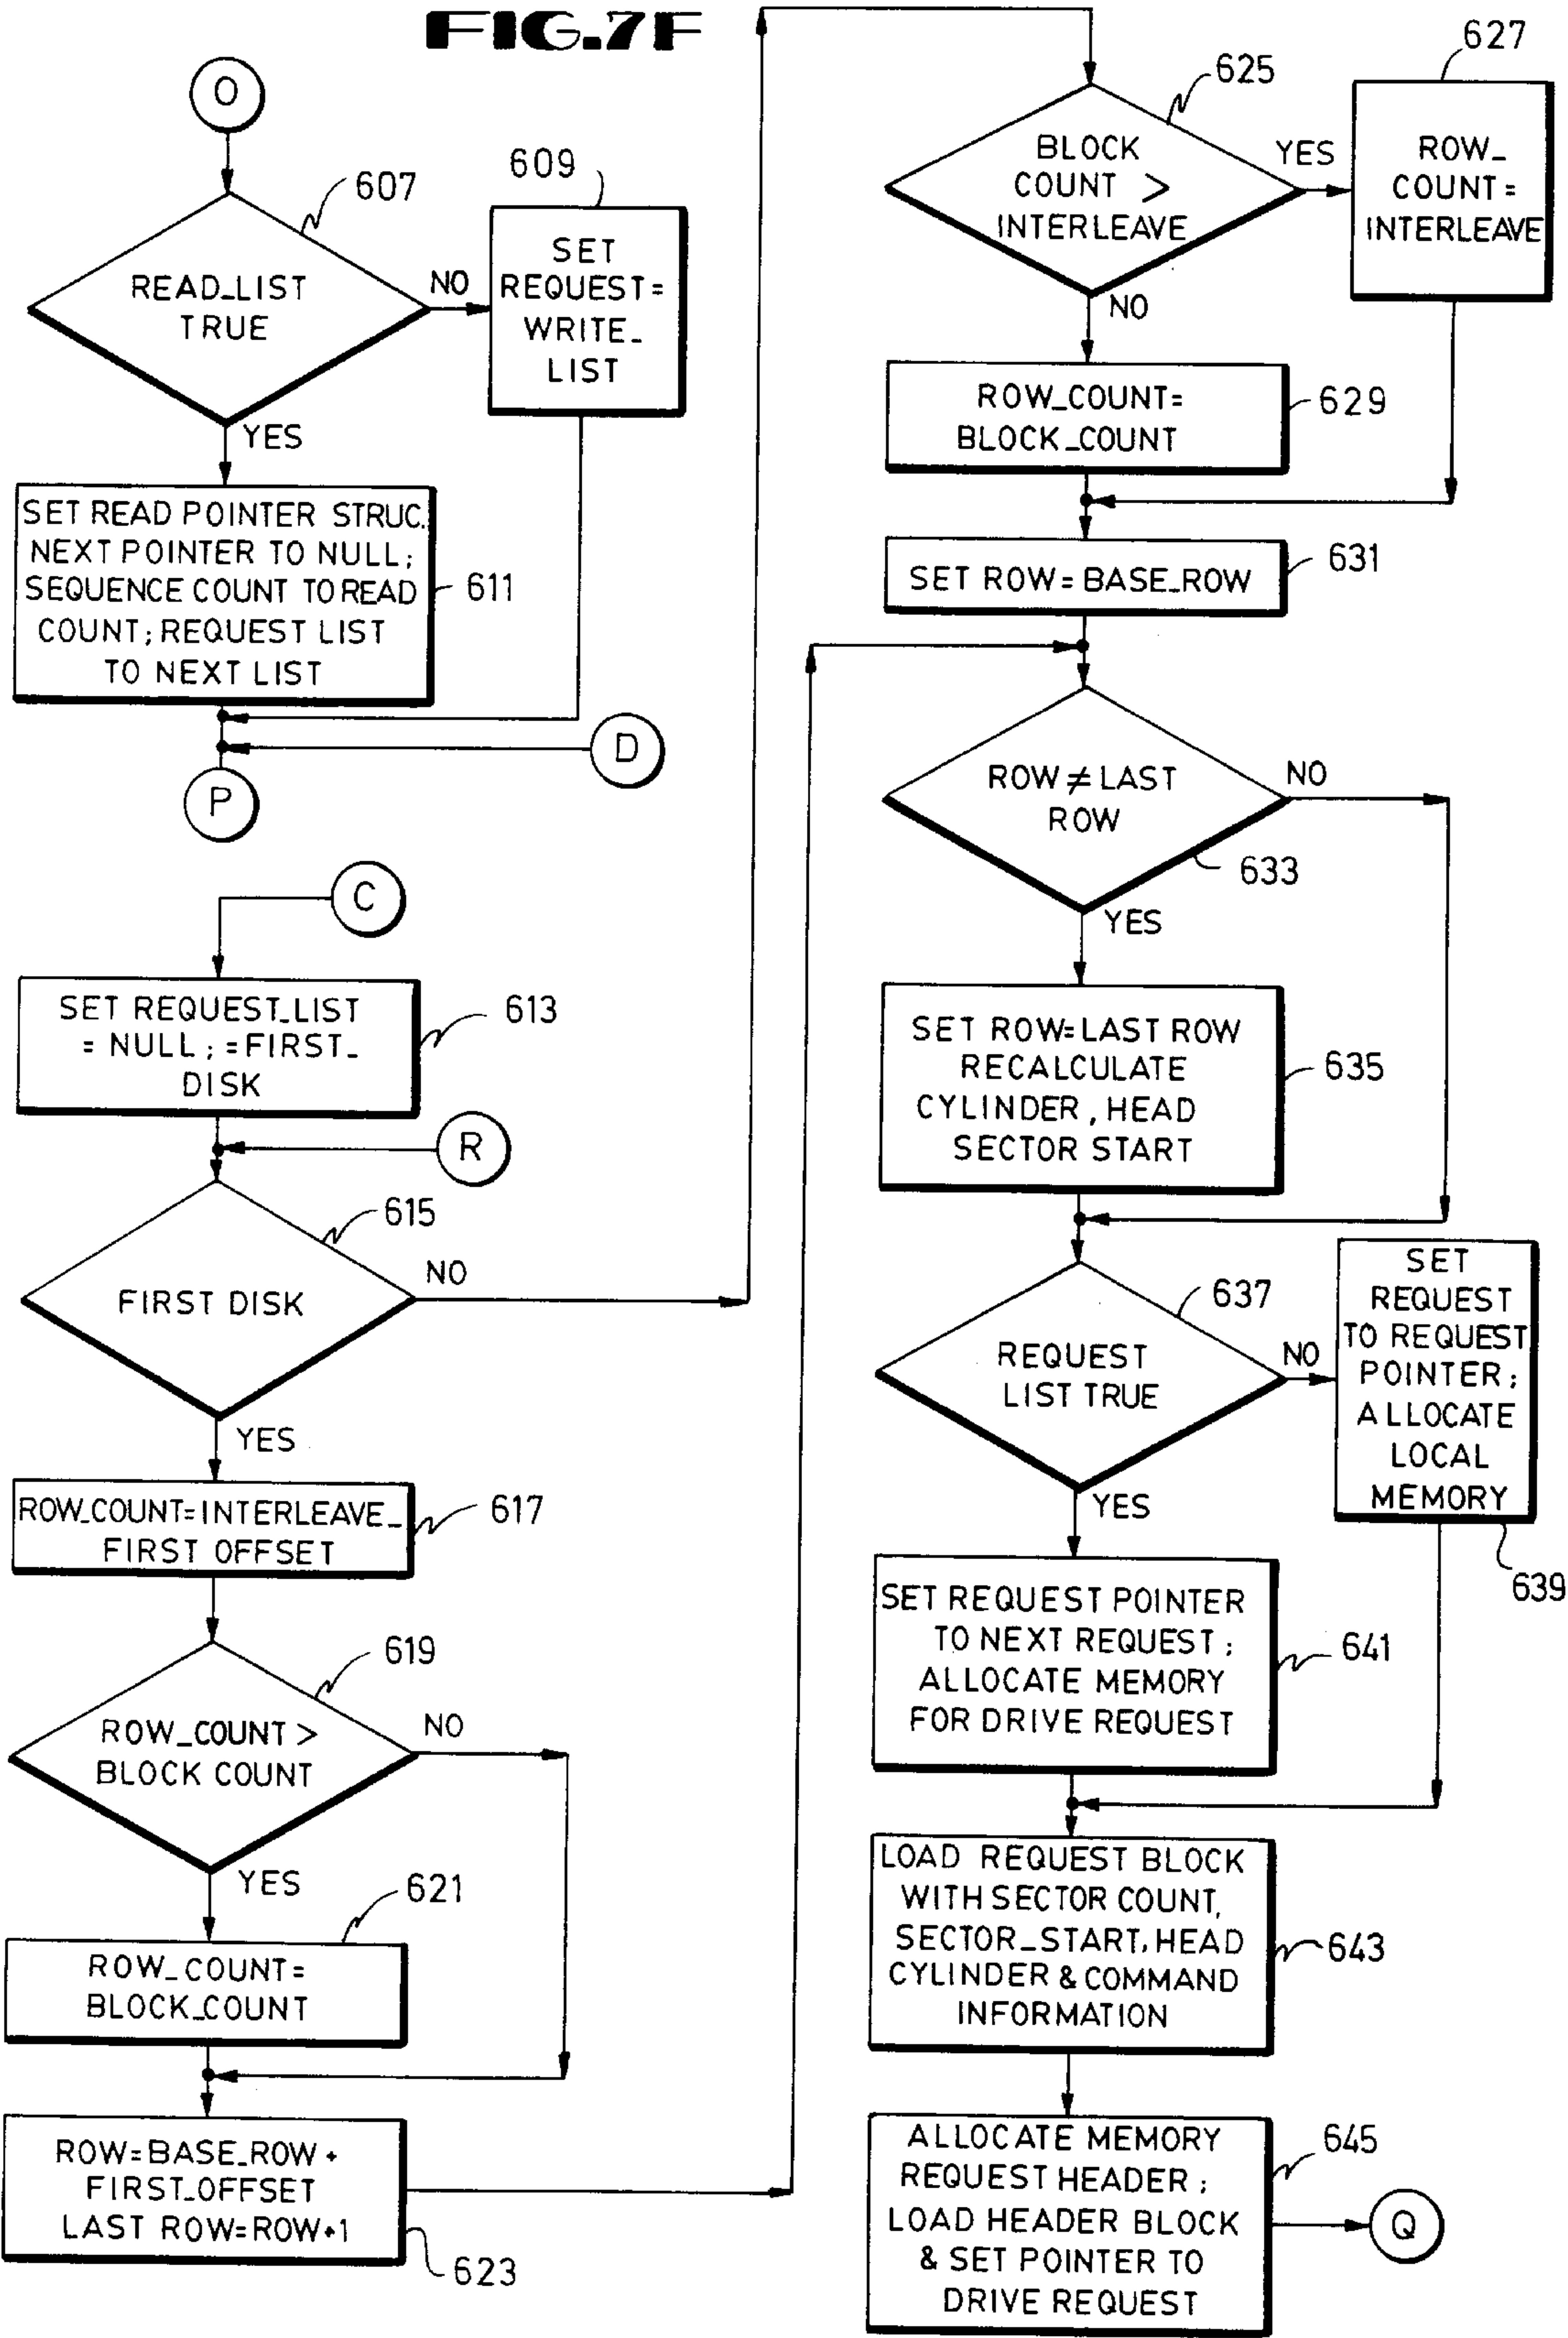 FIG.7F
O
607
READ_LIST
TRUE
NO
YES
609
SET
REQUEST=
WRITE_
LIST
SET READ POINTER STRUC.
NEXT POINTER TO NULL;
SEQUENCE COUNT TO READ
COUNT; REQUEST LIST
TO NEXT LIST
611
D
P
C
SET REQUEST_LIST
= NULL; =FIRST_
DISK
613
R
615
FIRST DISK
NO
YES
ROW_COUNT=INTERLEAVE_
FIRST OFFSET
617
619
ROW_COUNT >
BLOCK COUNT
NO
YES
621
ROW_COUNT=
BLOCK_COUNT
ROW=BASE_ROW+
FIRST_OFFSET
LAST ROW=ROW+1
623
625
BLOCK
COUNT >
INTERLEAVE
YES
NO
627
ROW_
COUNT=
INTERLEAVE
ROW_COUNT=
BLOCK_COUNT
629
SET ROW=BASE_ROW
631
ROW≠LAST
ROW
NO
633
YES
SET ROW=LAST ROW
RECALCULATE
CYLINDER, HEAD
SECTOR START
635
637
REQUEST
LIST TRUE
NO
YES
SET
REQUEST
TO REQUEST
POINTER;
ALLOCATE
LOCAL
MEMORY
639
SET REQUEST POINTER
TO NEXT REQUEST;
ALLOCATE MEMORY
FOR DRIVE REQUEST
641
LOAD REQUEST BLOCK
WITH SECTOR COUNT,
SECTOR_START, HEAD
CYLINDER & COMMAND
INFORMATION
643
ALLOCATE MEMORY
REQUEST HEADER;
LOAD HEADER BLOCK
& SET POINTER TO
DRIVE REQUEST
645
Q